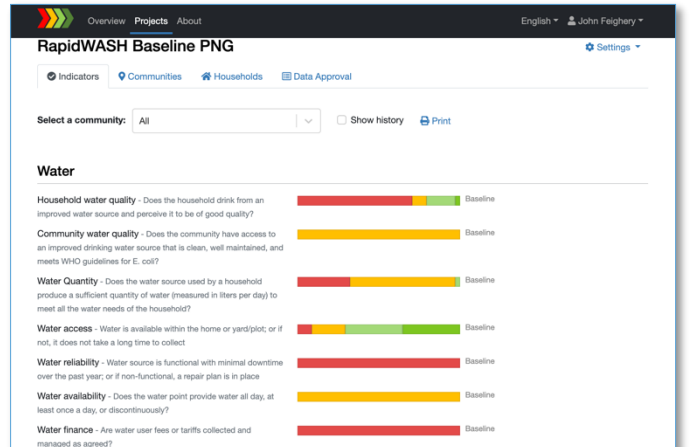 Overview Projects About English John Feighery
RapidWASH Baseline PNG Settings
Indicators Communities Households Data Approval
Select a community: All Show history Print
Water
Household water quality - Does the household drink from an Baseline
improved water source and perceive it to be of good quality?
Community water quality - Does the community have access to Baseline
an improved drinking water source that is clean, well maintained, and
meets WHO guidelines for E. coli?
Water Quantity - Does the water source used by a household Baseline
produce a sufficient quantity of water (measured in liters per day) to
meet all the water needs of the household?
Water access - Water is available within the home or yard/plot; or if Baseline
not, it does not take a long time to collect
Water reliability - Water source is functional with minimal downtime Baseline
over the past year; or if non-functional, a repair plan is in place
Water availability - Does the water point provide water all day, at Baseline
least once a day, or discontinuously?
Water finance - Are water user fees or tariffs collected and Baseline
managed as agreed?